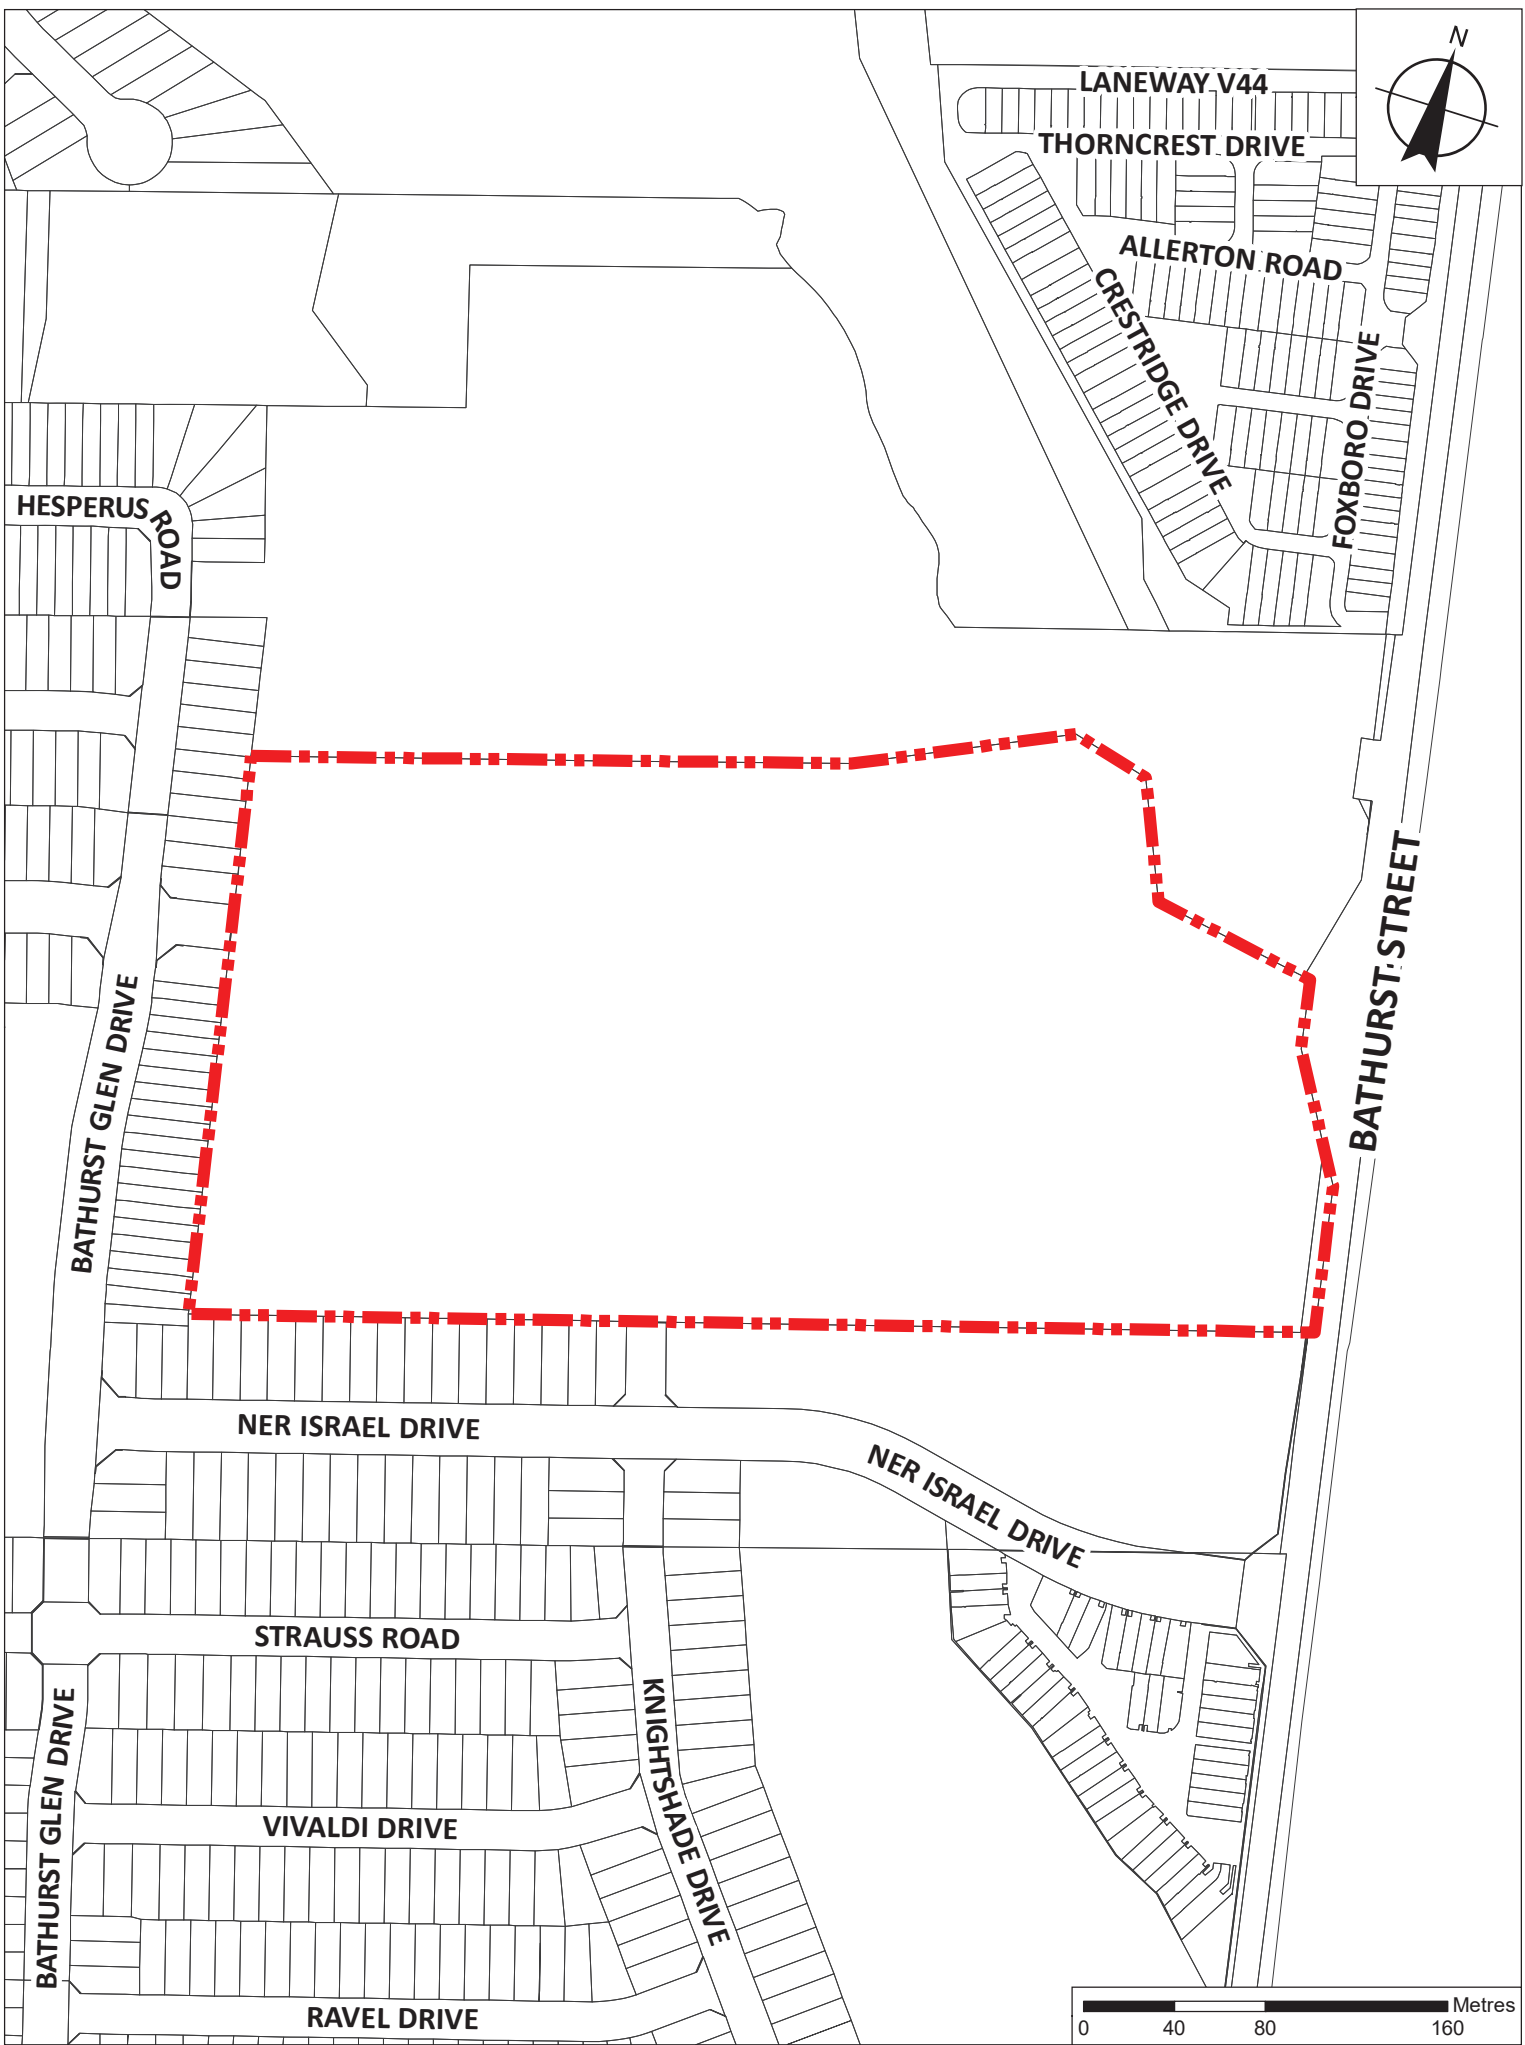 N
LANEWAY V44
THORNCREST DRIVE
ALLERTON ROAD
CRESTRIDGE DRIVE
FOXBORO DRIVE
HESPERUS ROAD
BATHURST STREET
BATHURST GLEN DRIVE
NER ISRAEL DRIVE
NER ISRAEL DRIVE
STRAUSS ROAD
KNIGHTSHADE DRIVE
BATHURST GLEN DRIVE
VIVALDI DRIVE
RAVEL DRIVE
Metres
0 40 80 160